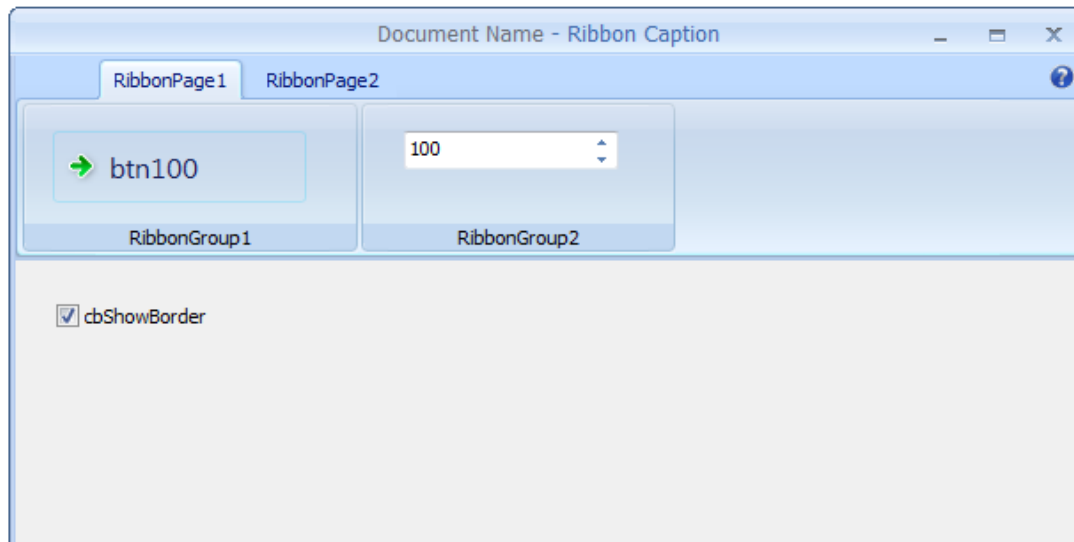 Document Name - Ribbon Caption
RibbonPage1 RibbonPage2
btn100
100
RibbonGroup1
RibbonGroup2
cbShowBorder